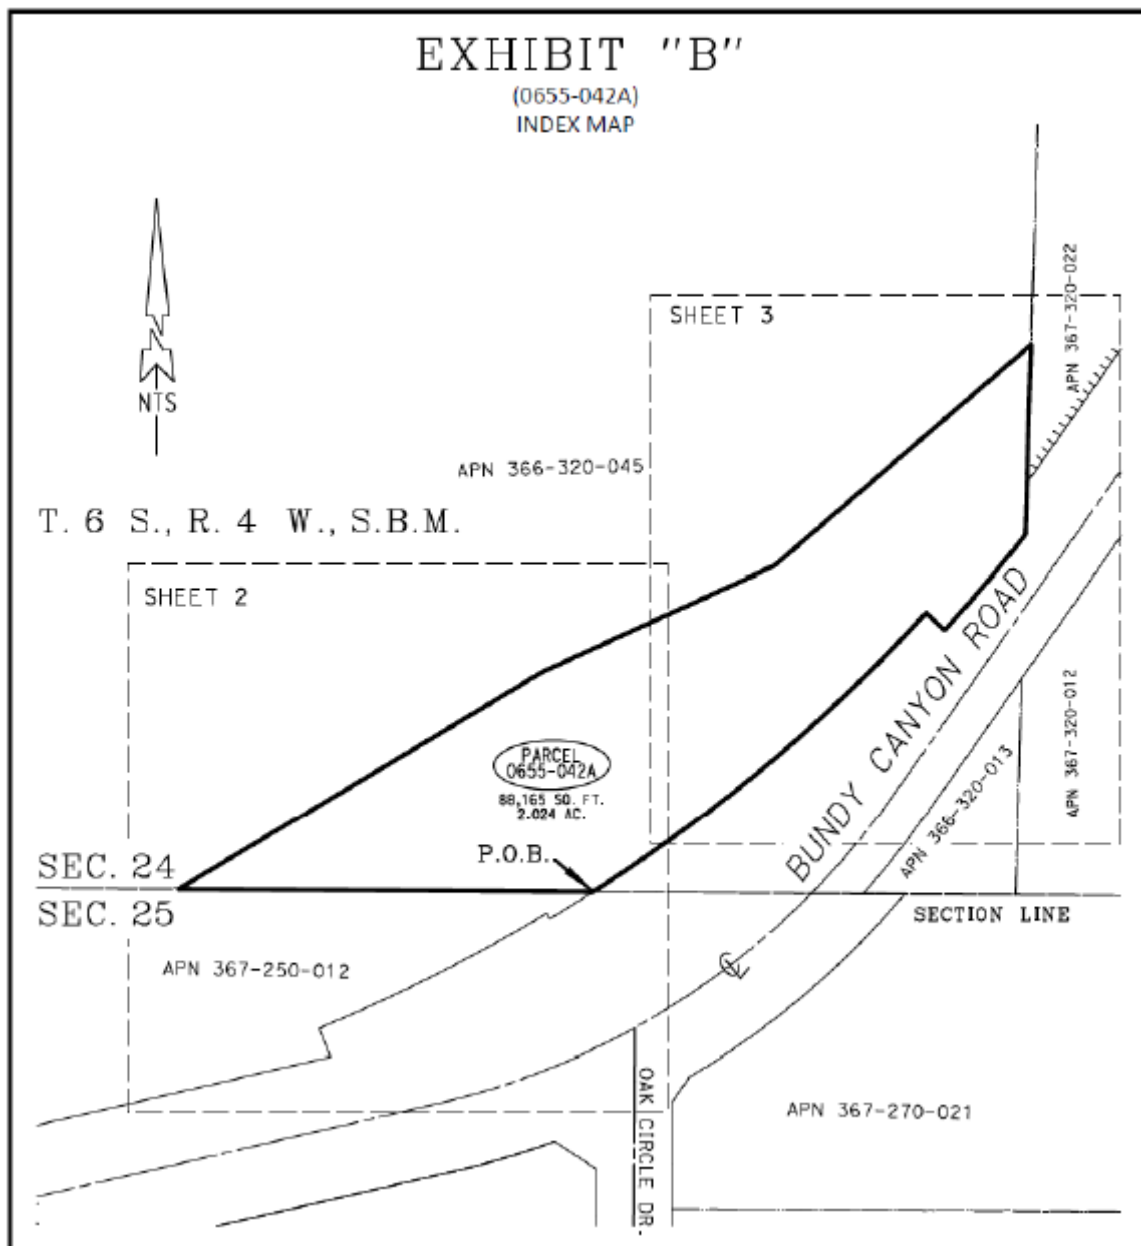 EXHIBIT "B"
(0655-042A)
INDEX MAP
NTS
SHEET 3
APN 367-320-022
APN 366-320-045
T. 6 S., R. 4 W., S.B.M.
SHEET 2
BUNDY CANYON ROAD
PARCEL
0655-042A
88,165 SQ. FT.
2.024 AC.
APN 366-320-013
APN 367-320-012
P.O.B.
SEC. 24
SEC. 25
SECTION LINE
APN 367-250-012
℄
OAK CIRCLE DR.
APN 367-270-021